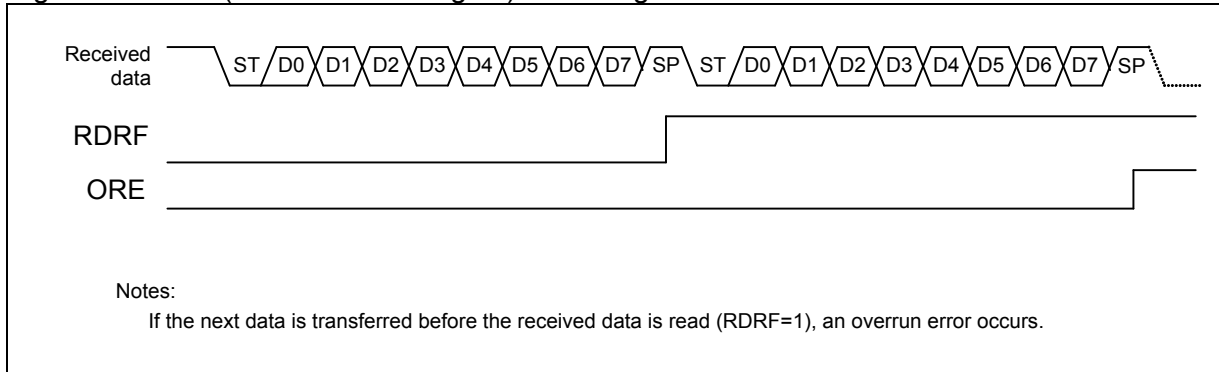 Received
data
ST D0 D1 D2 D3 D4 D5 D6 D7 SP ST D0 D1 D2 D3 D4 D5 D6 D7 SP
RDRF
ORE
Notes:
If the next data is transferred before the received data is read (RDRF=1), an overrun error occurs.